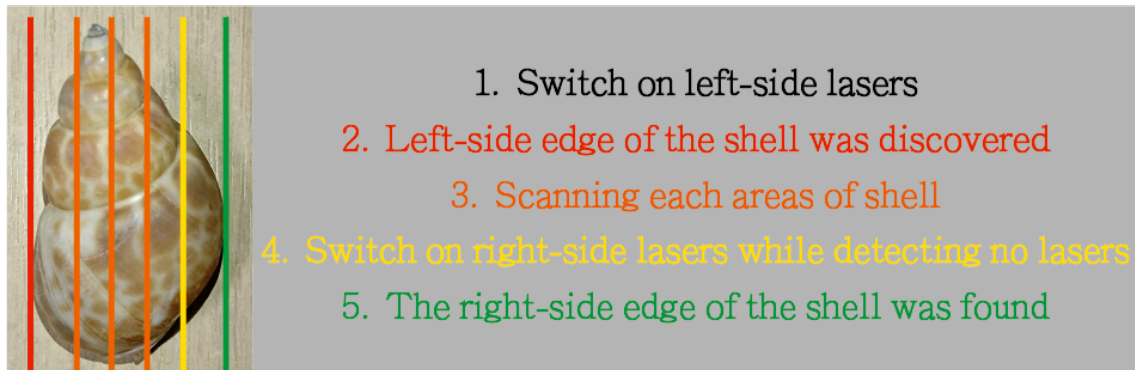 1. Switch on left-side lasers
2. Left-side edge of the shell was discovered
3. Scanning each areas of shell
4. Switch on right-side lasers while detecting no lasers
5. The right-side edge of the shell was found